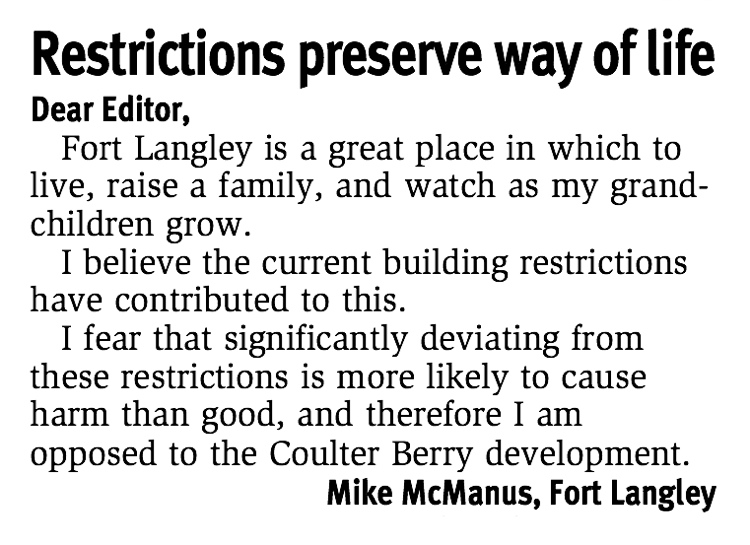 Restrictions preserve way of life
Dear Editor,
Fort Langley is a great place in which to
live, raise a family, and watch as my grand-
children grow.
I believe the current building restrictions
have contributed to this.
I fear that significantly deviating from
these restrictions is more likely to cause
harm than good, and therefore I am
opposed to the Coulter Berry development.
Mike McManus, Fort Langley